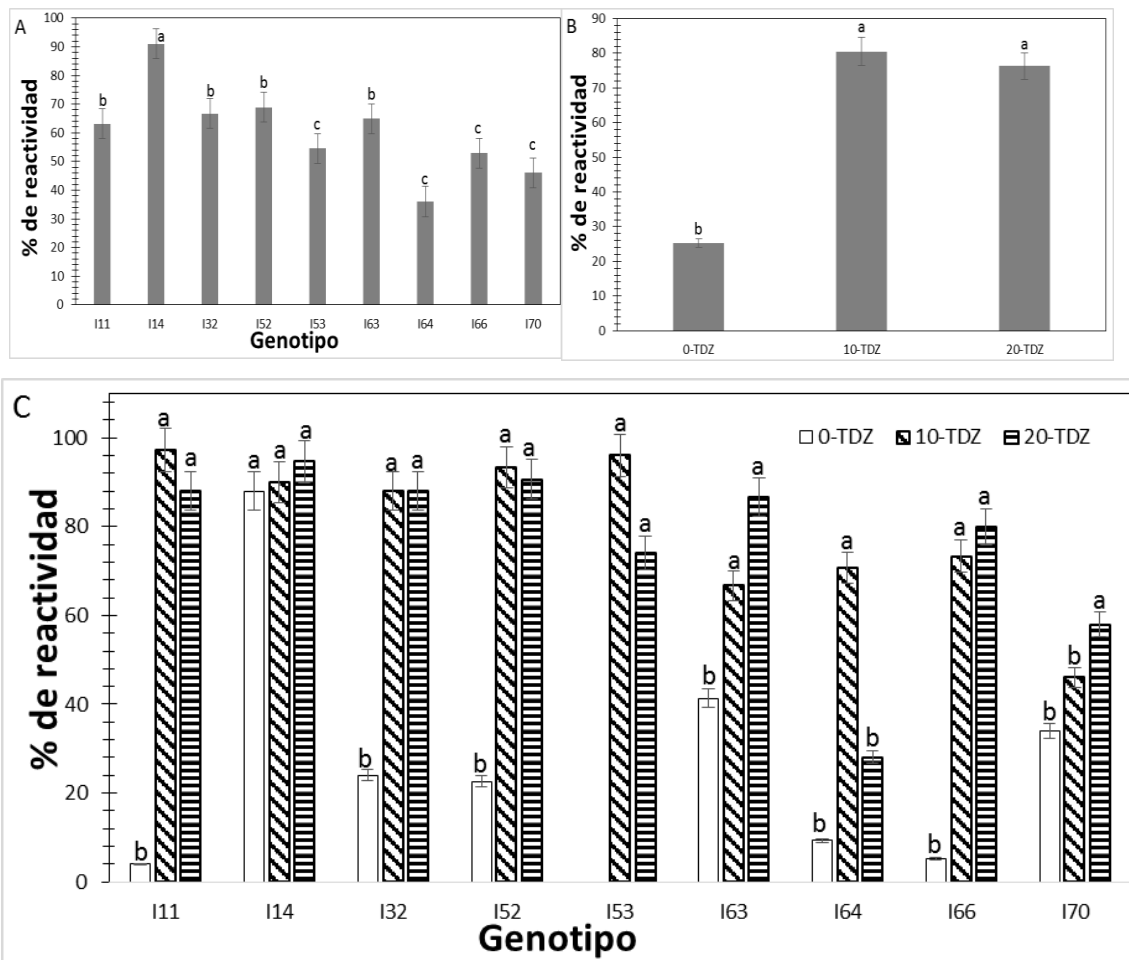 A
% de reactividad
100
90
80
70
60
50
40
30
20
10
0
b
a
b
b
c
b
c
c
c
I11 I14 I32 I52 I53 I63 I64 I66 I70
Genotipo
B
% de reactividad
90
80
70
60
50
40
30
20
10
0
b
a
a
0-TDZ 10-TDZ 20-TDZ
C
% de reactividad
100
80
60
40
20
0
0-TDZ 10-TDZ 20-TDZ
b a a
a a a
b a a
b a a
a a
b a a
b a b
b a a
b b a
I11 I14 I32 I52 I53 I63 I64 I66 I70
Genotipo